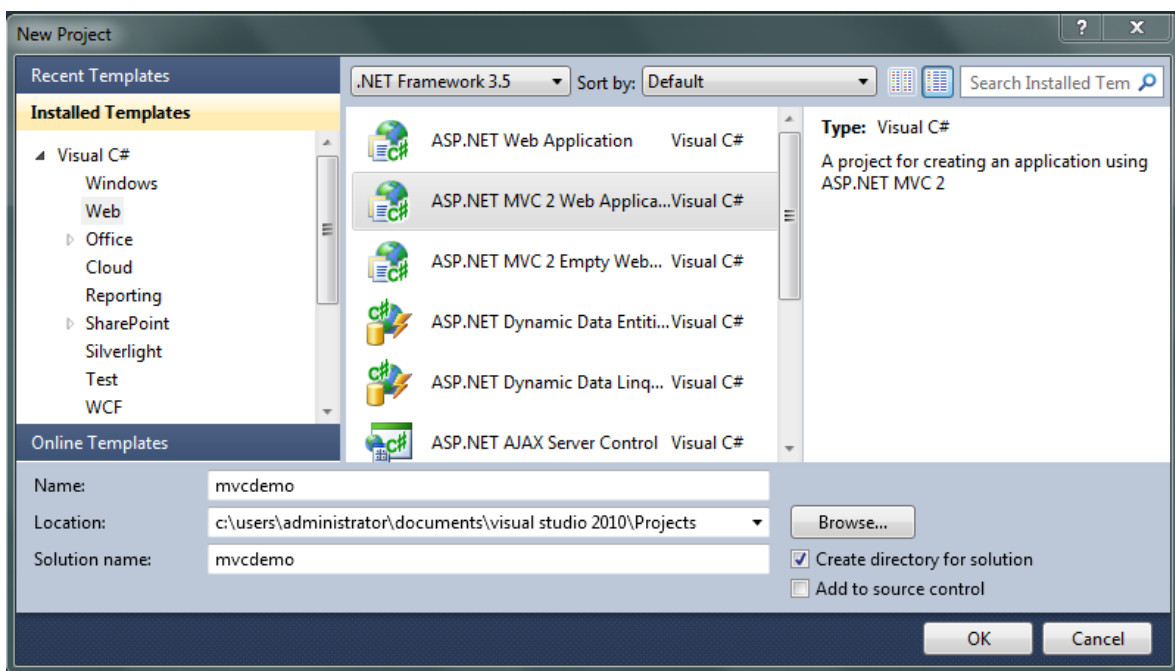 New Project
Recent Templates
.NET Framework 3.5 Sort by: Default Search Installed Tem
Installed Templates
Visual C#
Windows
Web
Office
Cloud
Reporting
SharePoint
Silverlight
Test
WCF
Online Templates
ASP.NET Web Application Visual C#
ASP.NET MVC 2 Web Applica... Visual C#
ASP.NET MVC 2 Empty Web... Visual C#
ASP.NET Dynamic Data Entiti... Visual C#
ASP.NET Dynamic Data Linq... Visual C#
ASP.NET AJAX Server Control Visual C#
Type: Visual C#
A project for creating an application using
ASP.NET MVC 2
Name: mvcdemo
Location: c:\users\administrator\documents\visual studio 2010\Projects Browse...
Solution name: mvcdemo
Create directory for solution
Add to source control
OK Cancel